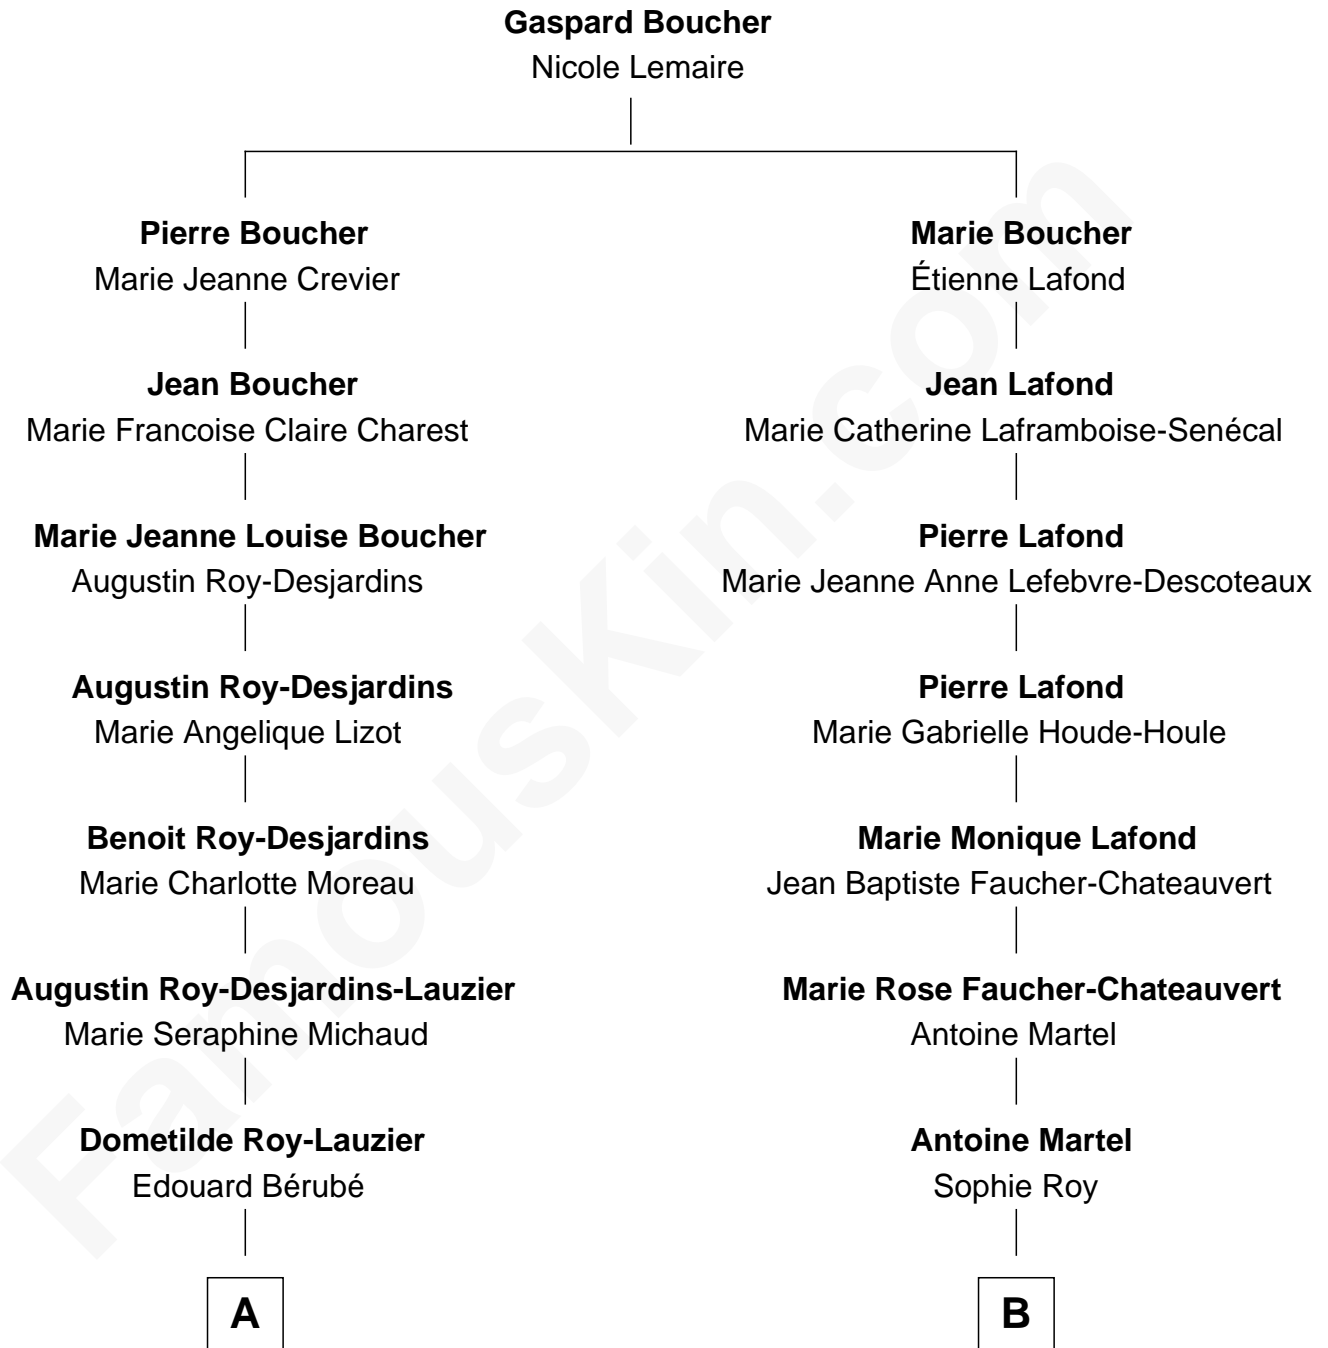 Gaspard Boucher
Nicole Lemaire
Pierre Boucher
Marie Jeanne Crevier
Marie Boucher
Étienne Lafond
Jean Boucher
Marie Francoise Claire Charest
Jean Lafond
Marie Catherine Laframboise-Senécal
Marie Jeanne Louise Boucher
Augustin Roy-Desjardins
Pierre Lafond
Marie Jeanne Anne Lefebvre-Descoteaux
Augustin Roy-Desjardins
Marie Angelique Lizot
Pierre Lafond
Marie Gabrielle Houde-Houle
Benoit Roy-Desjardins
Marie Charlotte Moreau
Marie Monique Lafond
Jean Baptiste Faucher-Chateauvert
Augustin Roy-Desjardins-Lauzier
Marie Seraphine Michaud
Marie Rose Faucher-Chateauvert
Antoine Martel
Dometilde Roy-Lauzier
Edouard Bérubé
Antoine Martel
Sophie Roy
A
B
FamousKin.com